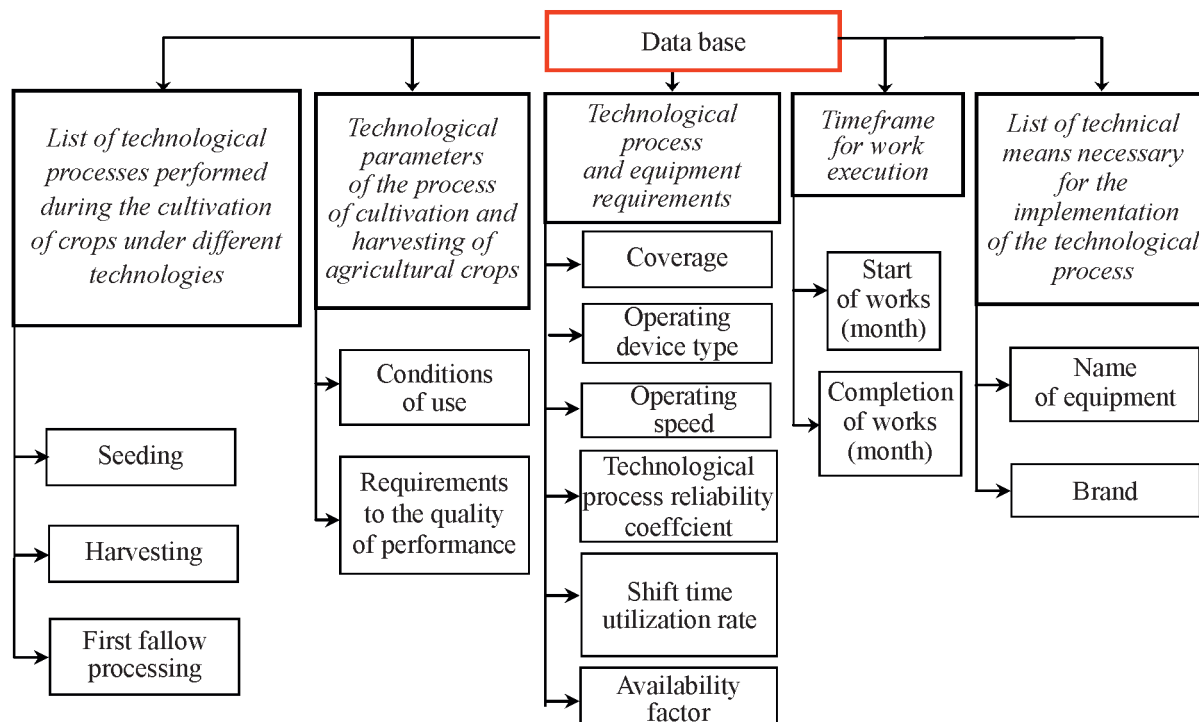 Data base
List of technological
processes performed
during the cultivation
of crops under different
technologies
Seeding
Harvesting
First fallow
processing
Technological
parameters
of the process
of cultivation and
harvesting of
agricultural crops
Conditions
of use
Requirements
to the quality
of performance
Technological
process
and equipment
requirements
Coverage
Operating
device type
Operating
speed
Technological
process reliability
coeffcient
Shift time
utilization rate
Availability
factor
Timeframe
for work
execution
Start
of works
(month)
Completion
of works
(month)
List of technical
means necessary
for the
implementation
of the technological
process
Name
of equipment
Brand